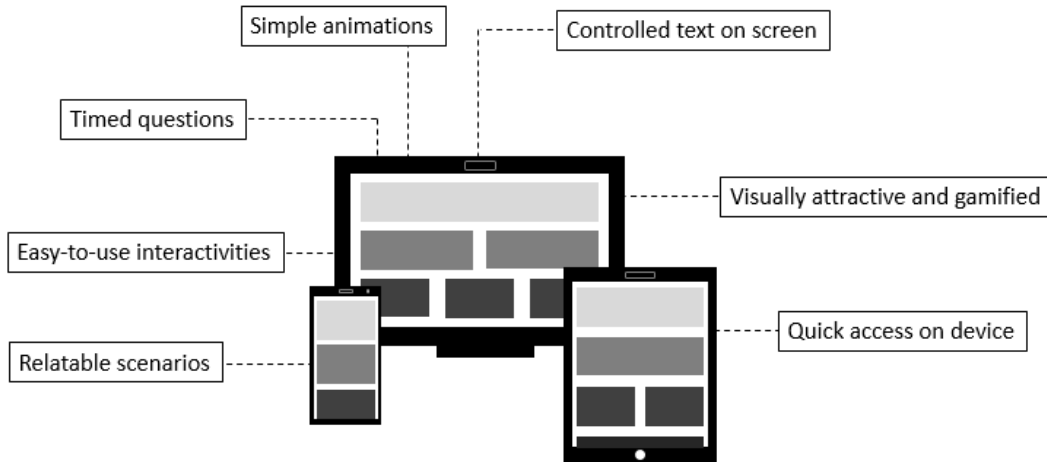 Simple animations
Controlled text on screen
Timed questions
Visually attractive and gamified
Easy-to-use interactivities
Quick access on device
Relatable scenarios